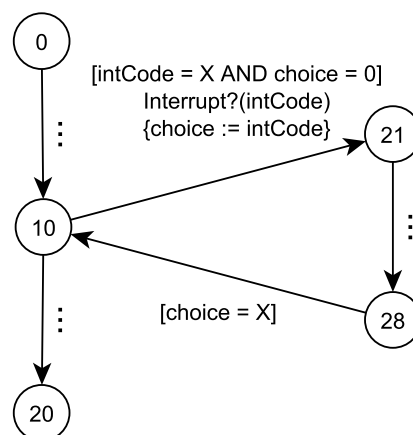 0
[intCode = X AND choice = 0]
Interrupt?(intCode)
{choice := intCode}
21
...
...
10
...
[choice = X]
28
20